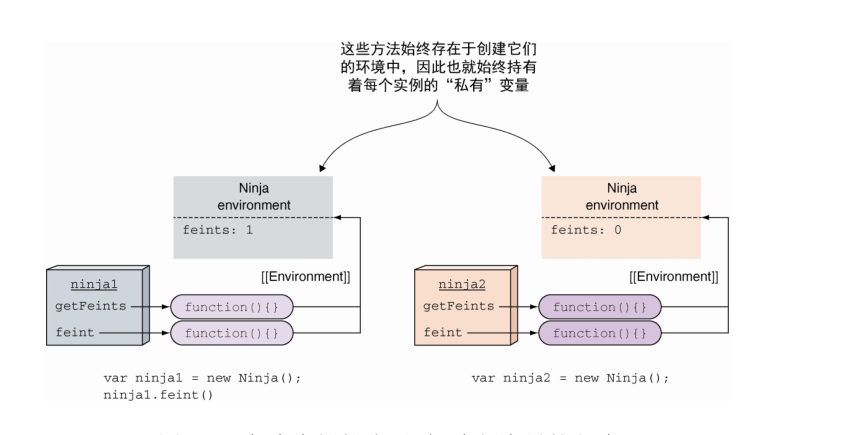 这些方法始终存在于创建它们
的环境中，因此也就始终持有
着每个实例的“私有”变量
Ninja
environment
feints: 1
[[Environment]]
ninja1
getFeints
function(){}
feint
function(){}
var ninja1 = new Ninja();
ninja1.feint()
Ninja
environment
feints: 0
[[Environment]]
ninja2
getFeints
function(){}
feint
function(){}
var ninja2 = new Ninja();